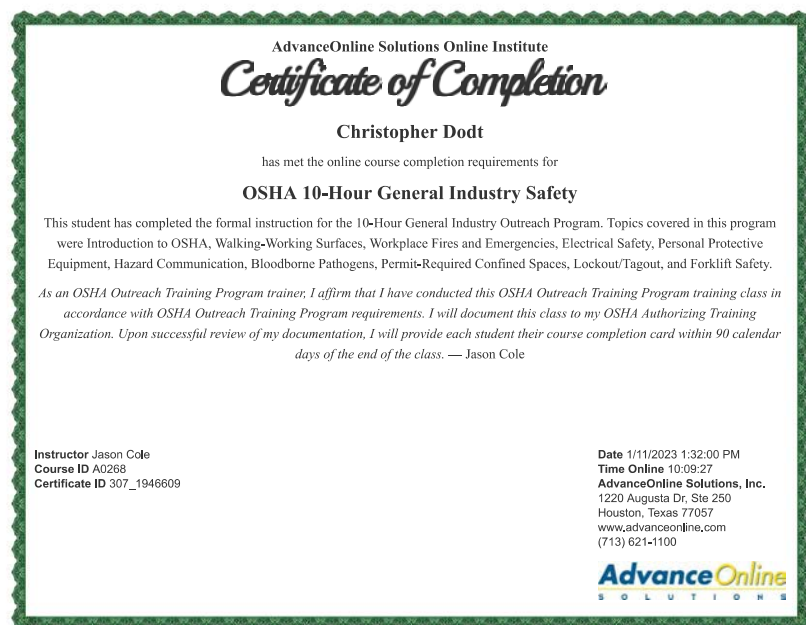 AdvanceOnline Solutions Online Institute
Certificate of Completion
Christopher Dodt
has met the online course completion requirements for
OSHA 10-Hour General Industry Safety
This student has completed the formal instruction for the 10-Hour General Industry Outreach Program. Topics covered in this program
were Introduction to OSHA, Walking-Working Surfaces, Workplace Fires and Emergencies, Electrical Safety, Personal Protective
Equipment, Hazard Communication, Bloodborne Pathogens, Permit-Required Confined Spaces, Lockout/Tagout, and Forklift Safety.
As an OSHA Outreach Training Program trainer, I affirm that I have conducted this OSHA Outreach Training Program training class in
accordance with OSHA Outreach Training Program requirements. I will document this class to my OSHA Authorizing Training
Organization. Upon successful review of my documentation, I will provide each student their course completion card within 90 calendar
days of the end of the class. — Jason Cole
Instructor Jason Cole
Course ID A0268
Certificate ID 307_1946609
Date 1/11/2023 1:32:00 PM
Time Online 10:09:27
AdvanceOnline Solutions, Inc.
1220 Augusta Dr, Ste 250
Houston, Texas 77057
www.advanceonline.com
(713) 621-1100
AdvanceOnline
SOLUTIONS